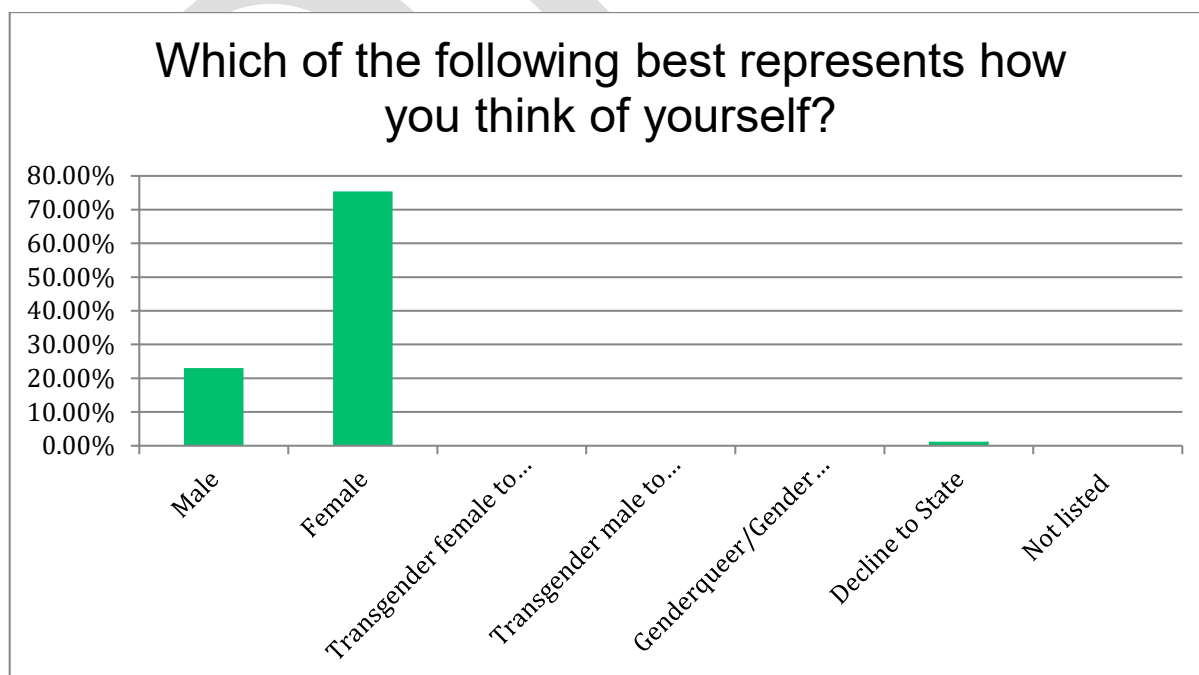 Which of the following best represents how
you think of yourself?
80.00%
70.00%
60.00%
50.00%
40.00%
30.00%
20.00%
10.00%
0.00%
Male
Female
Transgender female to...
Transgender male to...
Genderqueer/Gender...
Decline to State
Not listed